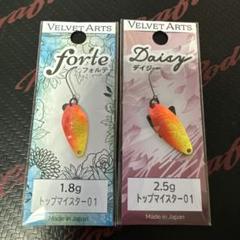 VELVET ARTS
forte
フォルテ
1.8g
トップマイスター01
Made in Japan
VELVET ARTS
Daisy
デイジー
2.5g
トップマイスター01
Made in Japan